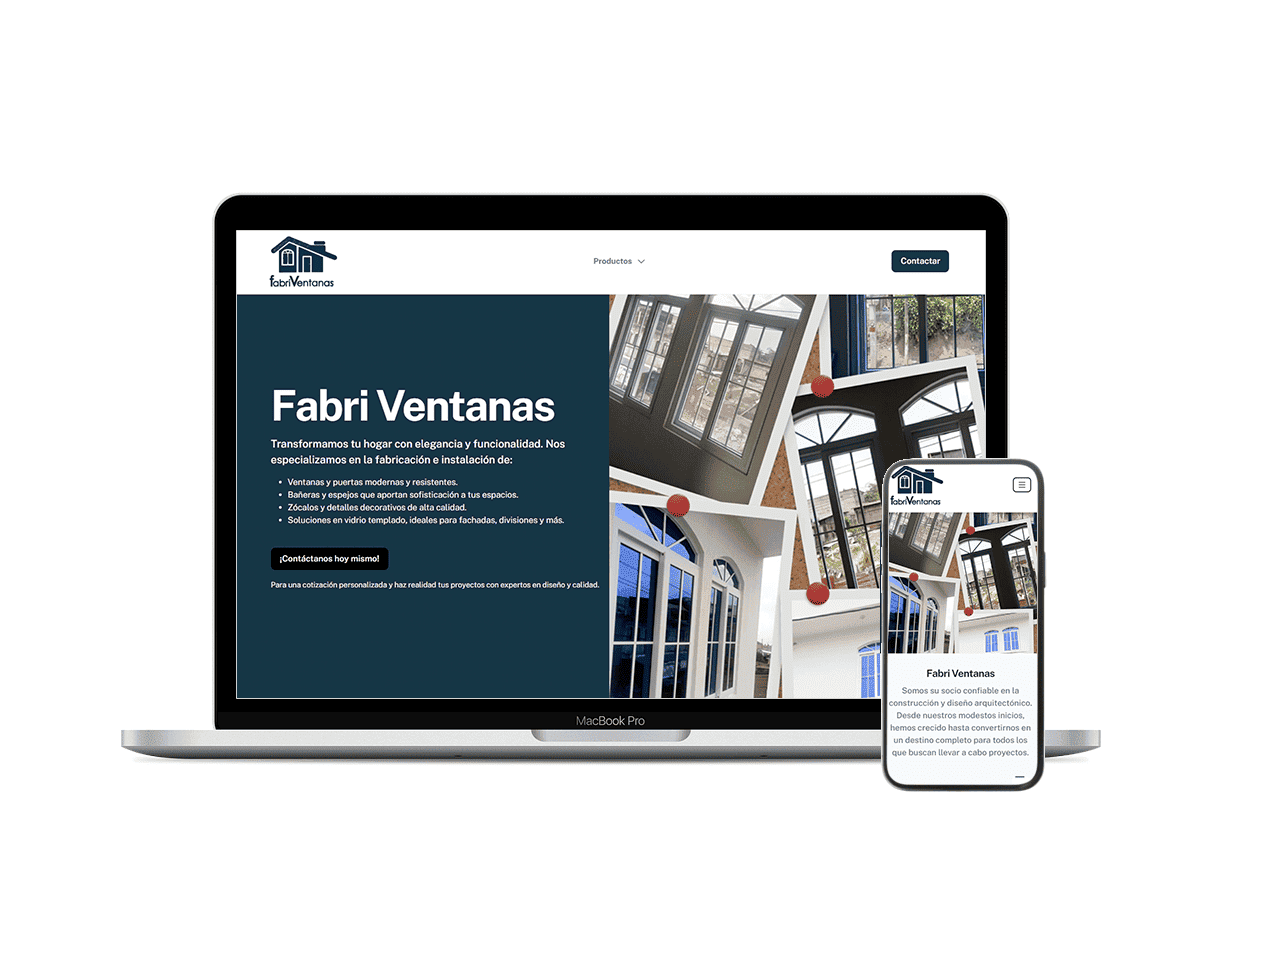 fabriVentanas
Productos
Contactar
Fabri Ventanas
Transformamos tu hogar con elegancia y funcionalidad. Nos
especializamos en la fabricación e instalación de:
• Ventanas y puertas modernas y resistentes.
• Bañeras y espejos que aportan sofisticación a tus espacios.
• Zócalos y detalles decorativos de alta calidad.
• Soluciones en vidrio templado, ideales para fachadas, divisiones y más.
¡Contáctanos hoy mismo!
Para una cotización personalizada y haz realidad tus proyectos con expertos en diseño y calidad.
MacBook Pro
fabriVentanas
Fabri Ventanas
Somos su socio confiable en la
construcción y diseño arquitectónico.
Desde nuestros modestos inicios,
hemos crecido hasta convertirnos en
un destino completo para todos los
que buscan llevar a cabo proyectos.